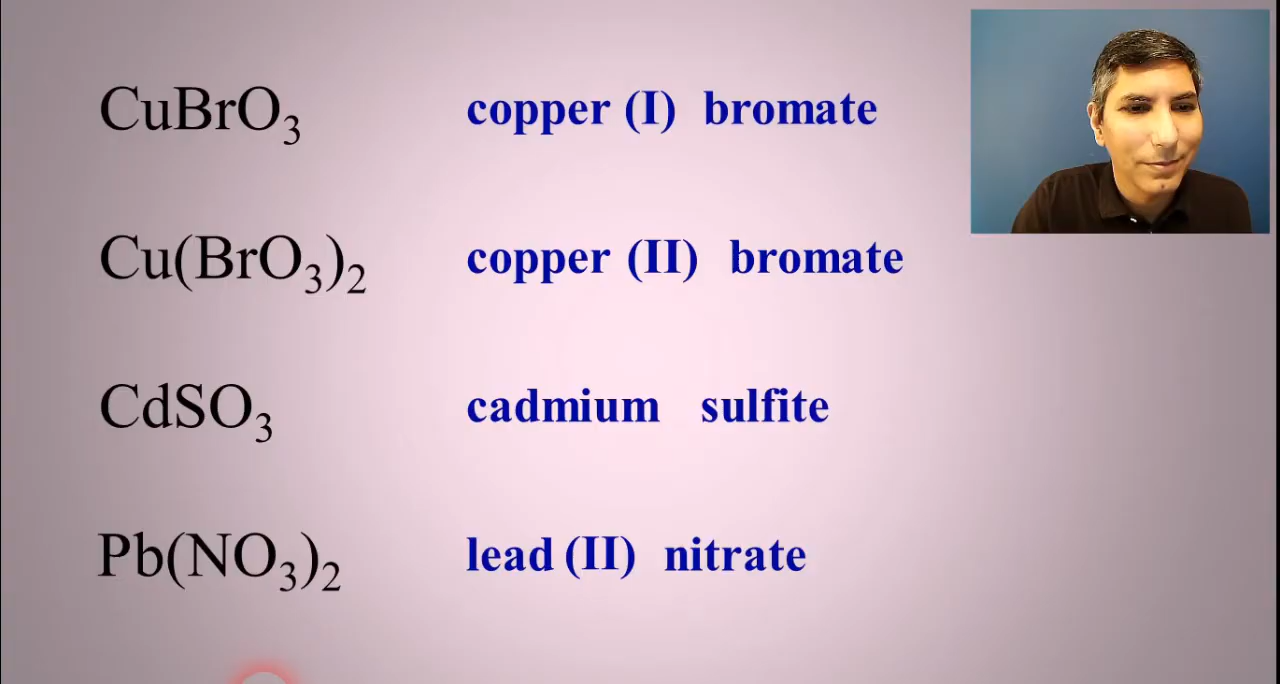 CuBrO₃ copper (I) bromate
Cu(BrO₃)₂ copper (II) bromate
CdSO₃ cadmium sulfite
Pb(NO₃)₂ lead (II) nitrate